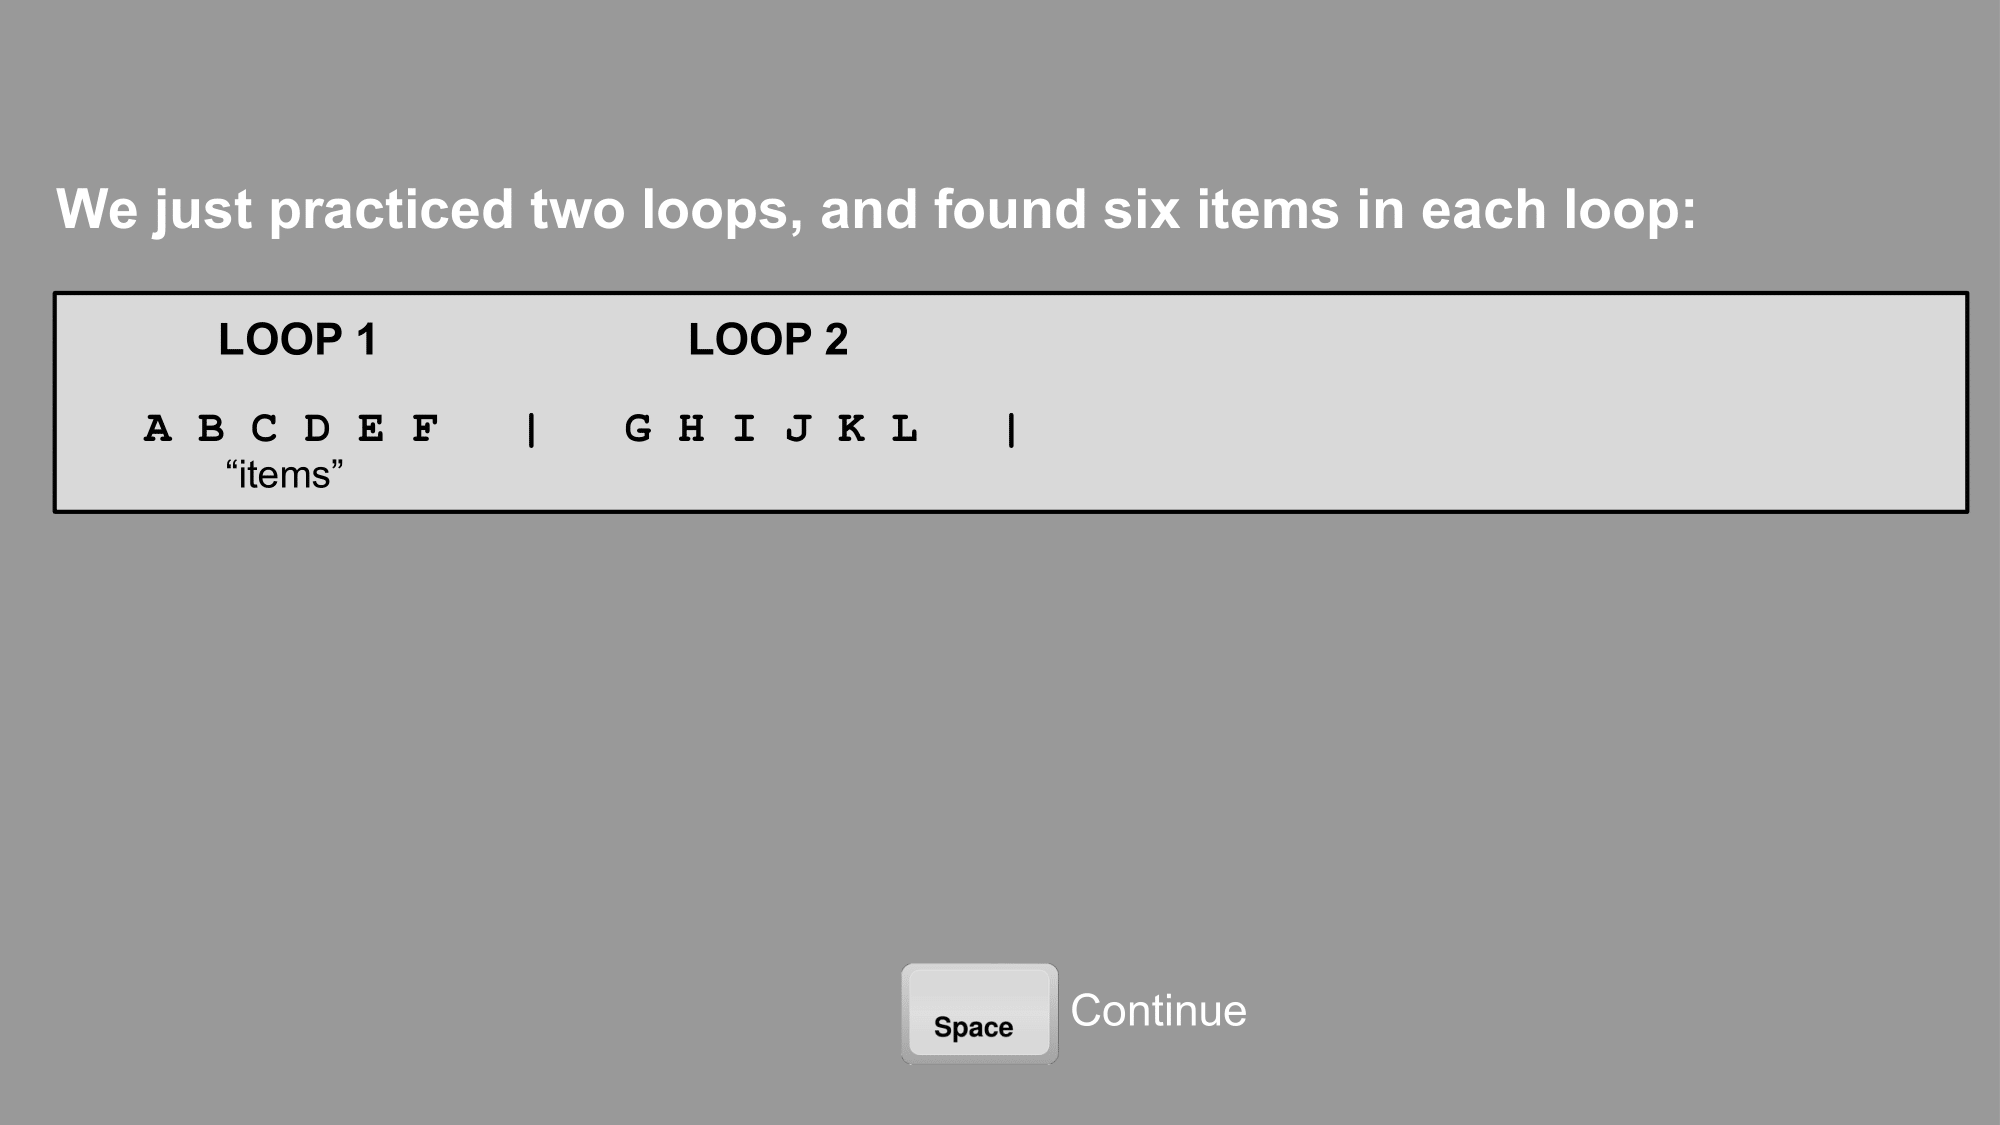 We just practiced two loops, and found six items in each loop:
LOOP 1 LOOP 2
A B C D E F | G H I J K L |
“items”
Space Continue